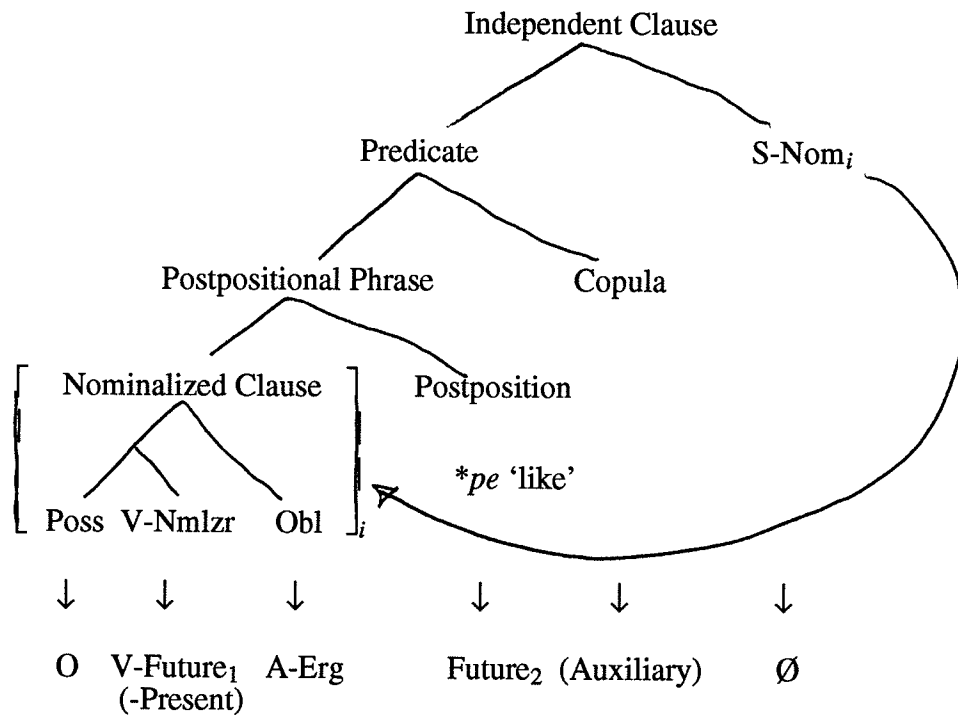 Independent Clause
Predicate S-Nomᵢ
Postpositional Phrase Copula
Nominalized Clause Postposition
*pe ‘like’
Poss V-Nmlzr Obl ᵢ
↓ ↓ ↓ ↓ ↓ ↓
O V-Future₁ A-Erg Future₂ (Auxiliary) Ø
(-Present)